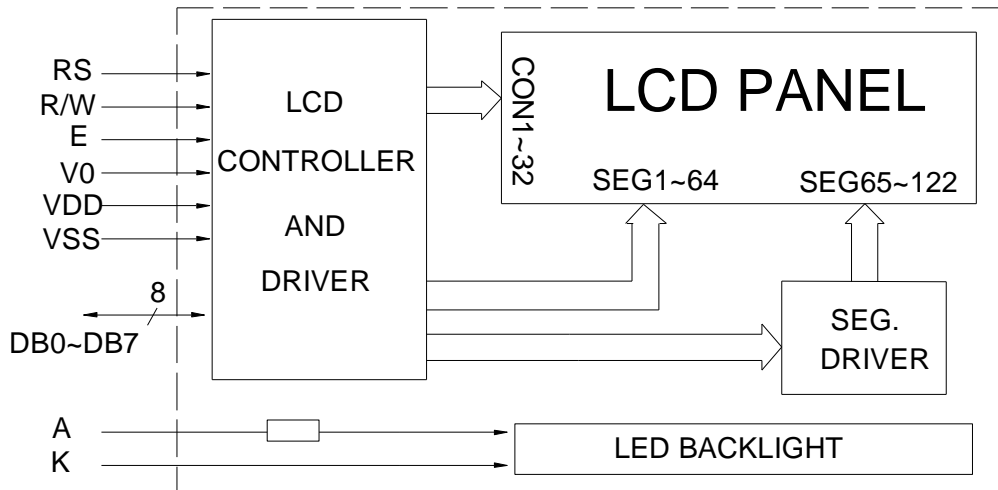 RS
R/W
E
V0
VDD
VSS
8
DB0~DB7
A
K
LCD
CONTROLLER
AND
DRIVER
CON1~32
LCD PANEL
SEG1~64
SEG65~122
SEG.
DRIVER
LED BACKLIGHT